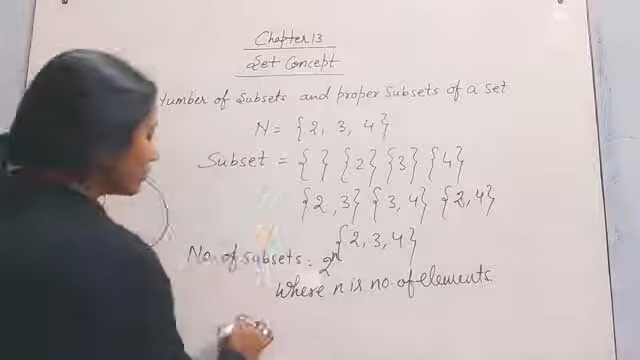 Chapter 13
Set Concept
Number of Subsets and proper Subsets of a set
N = {2, 3, 4}
Subset = { } {2} {3} {4}
{2, 3} {3, 4} {2, 4}
{2, 3, 4}
No. of subsets = 2ⁿ
Where n is no. of elements.